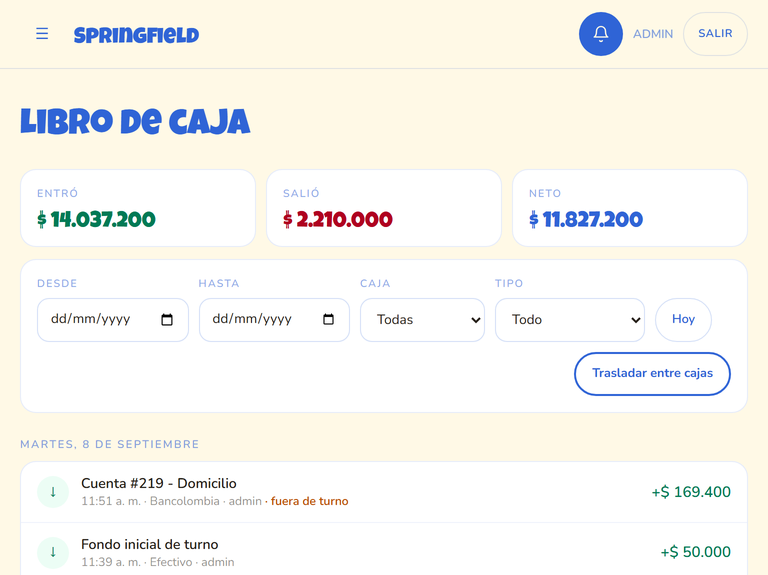 ☰ SPRINGFIELD ADMIN SALIR
LIBRO DE CAJA
ENTRÓ SALIÓ NETO
$ 14.037.200 $ 2.210.000 $ 11.827.200
DESDE HASTA CAJA TIPO
dd/mm/yyyy dd/mm/yyyy Todas Todo Hoy
Trasladar entre cajas
MARTES, 8 DE SEPTIEMBRE
↓ Cuenta #219 - Domicilio +$ 169.400
11:51 a. m. · Bancolombia · admin · fuera de turno
↓ Fondo inicial de turno +$ 50.000
11:39 a. m. · Efectivo · admin